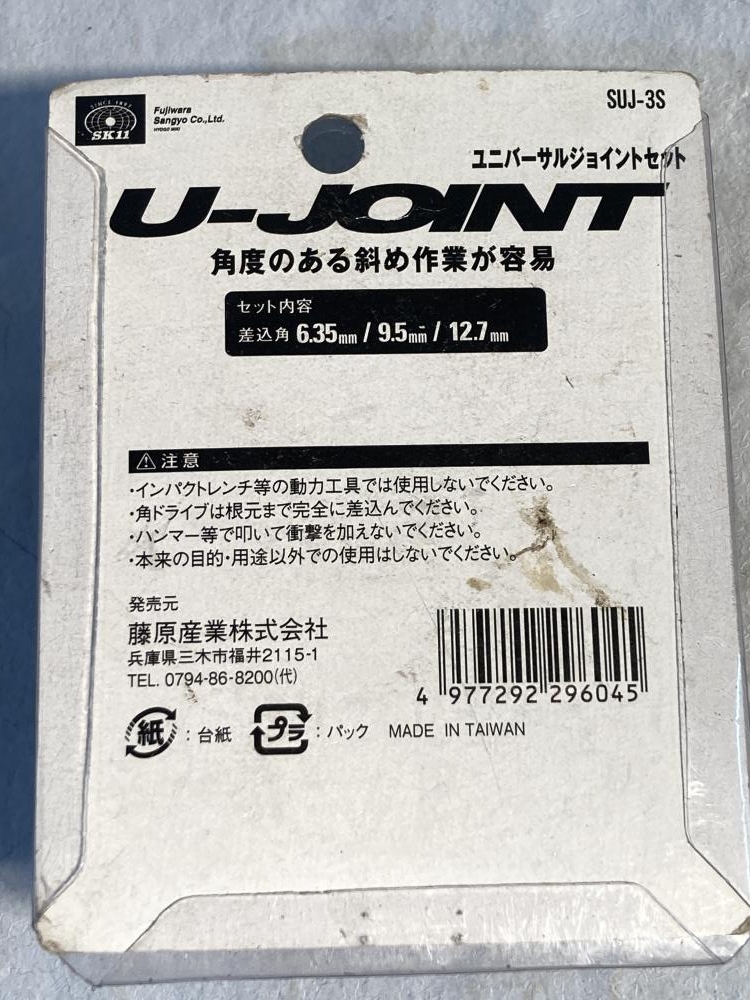 SINCE 1897
SK11
Fujiwara
Sangyo Co.,Ltd.
HYOGO MIKI
SUJ-3S
ユニバーサルジョイントセット
U-JOINT
角度のある斜め作業が容易
セット内容
差込角 6.35mm / 9.5mm / 12.7mm
注意
・インパクトレンチ等の動力工具では使用しないでください。
・角ドライブは根元まで完全に差込んでください。
・ハンマー等で叩いて衝撃を加えないでください。
・本来の目的・用途以外での使用はしないでください。
発売元
藤原産業株式会社
兵庫県三木市福井2115-1
TEL. 0794-86-8200(代)
4 977292 296045
紙 : 台紙 プラ : パック MADE IN TAIWAN